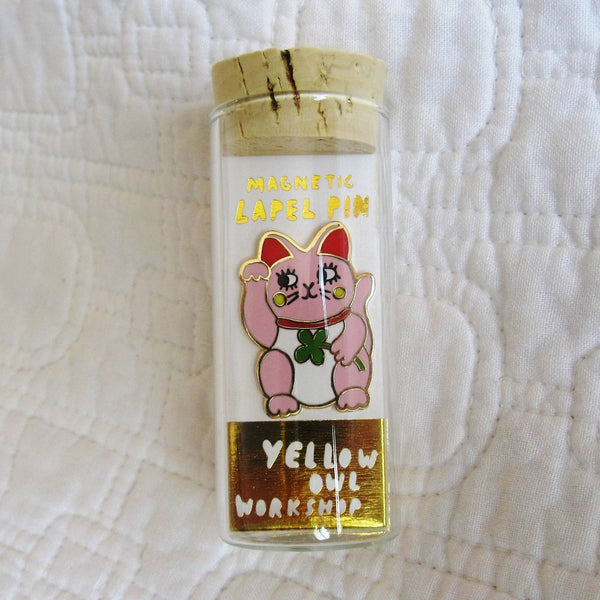 MAGNETIC
LAPEL PIN
YELLOW
OWL
WORKSHOP